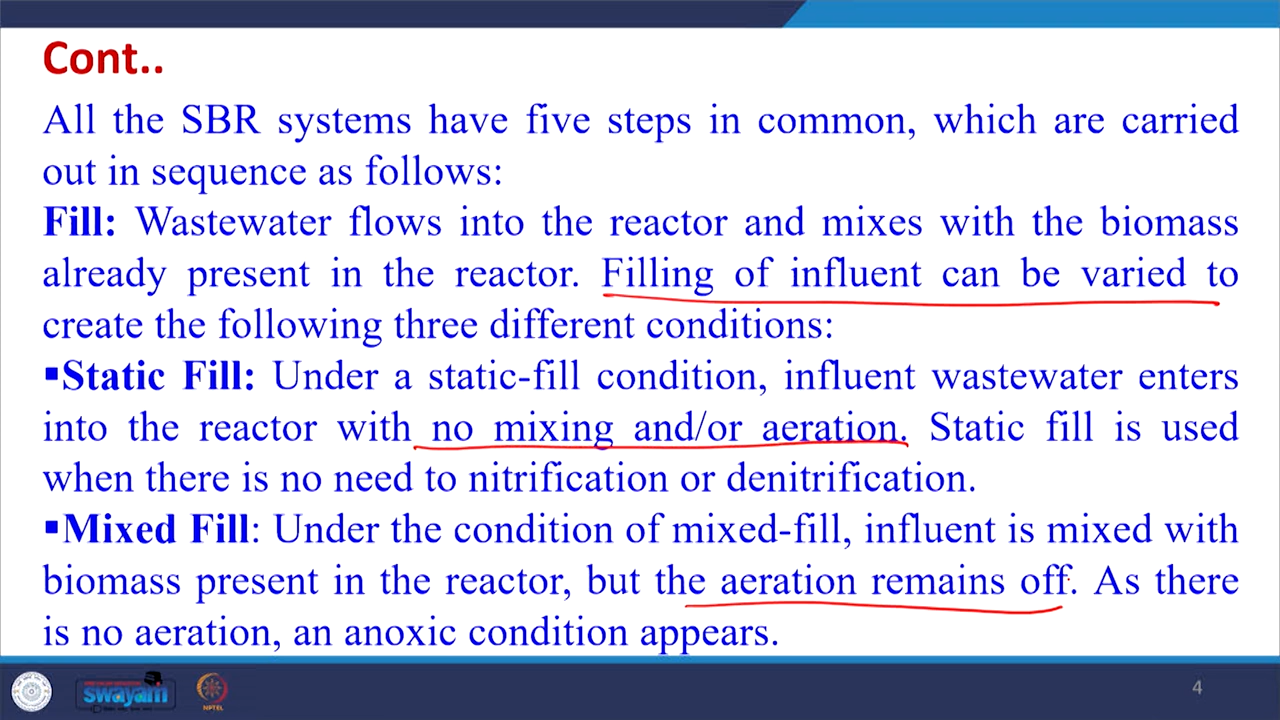 Cont..
All the SBR systems have five steps in common, which are carried
out in sequence as follows:
Fill: Wastewater flows into the reactor and mixes with the biomass
already present in the reactor. Filling of influent can be varied to
create the following three different conditions:
▪Static Fill: Under a static-fill condition, influent wastewater enters
into the reactor with no mixing and/or aeration. Static fill is used
when there is no need to nitrification or denitrification.
▪Mixed Fill: Under the condition of mixed-fill, influent is mixed with
biomass present in the reactor, but the aeration remains off. As there
is no aeration, an anoxic condition appears.
swayam
NPTEL
4